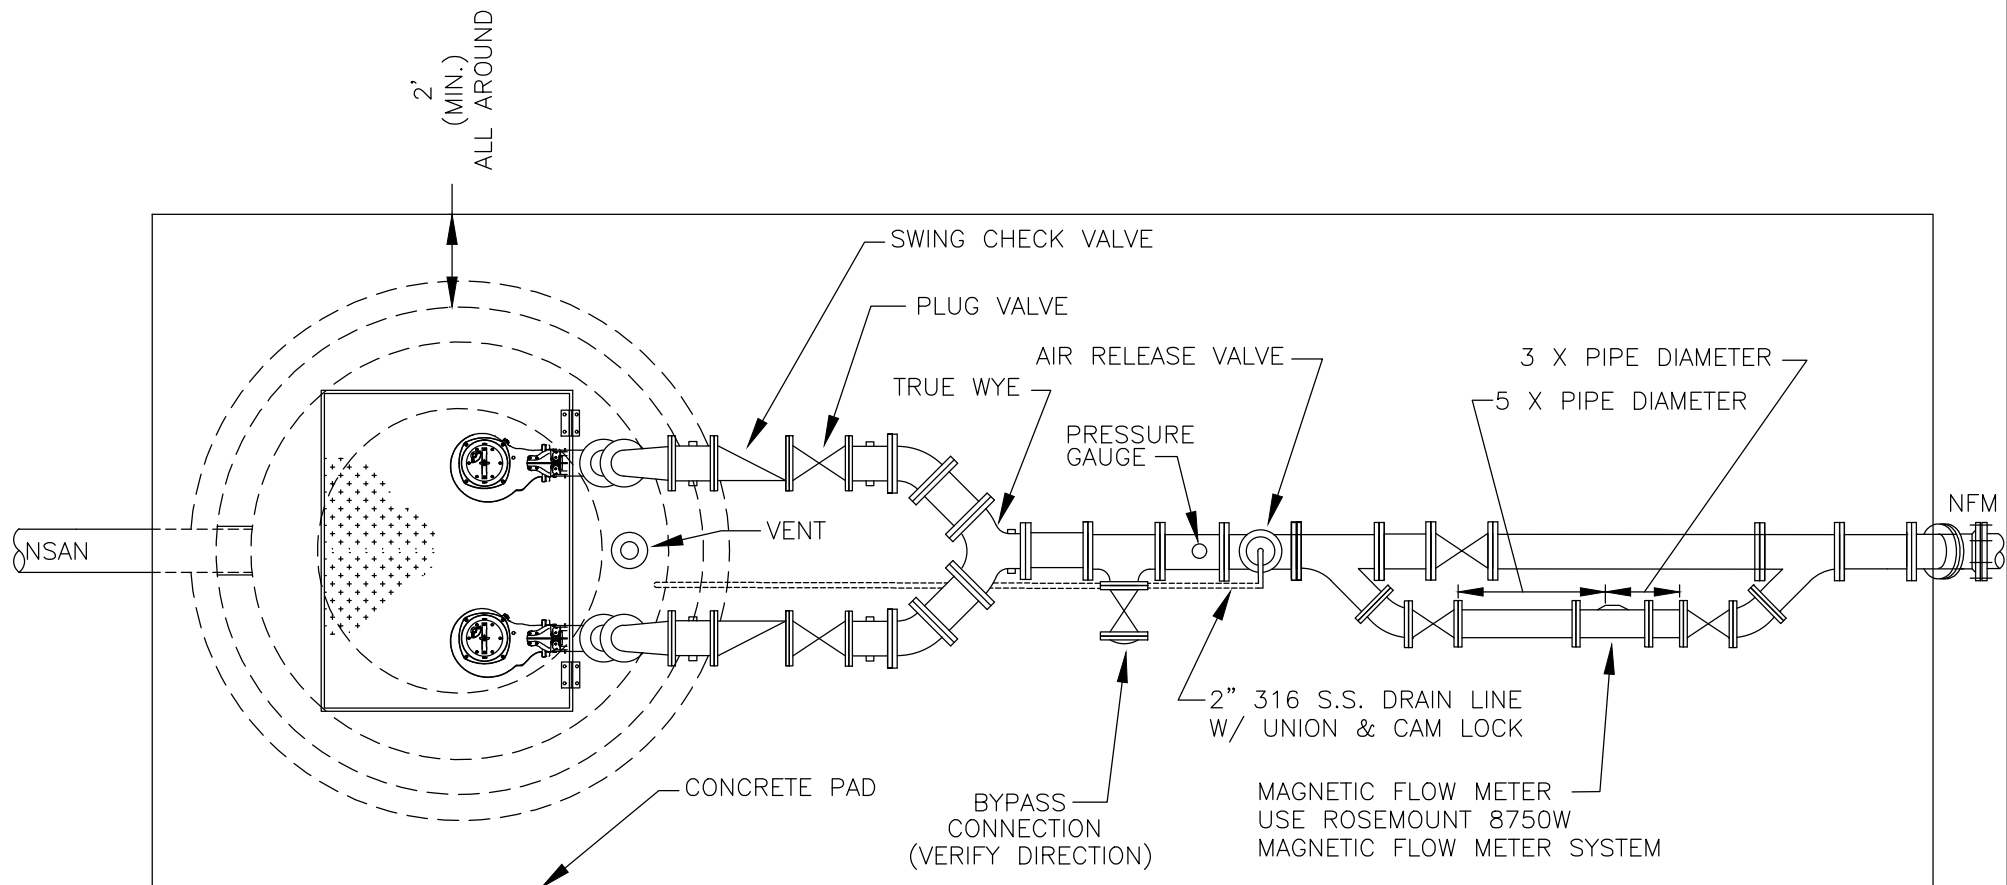 2'
(MIN.)
ALL AROUND
SWING CHECK VALVE
PLUG VALVE
AIR RELEASE VALVE
TRUE WYE
3 X PIPE DIAMETER
5 X PIPE DIAMETER
PRESSURE
GAUGE
NFM
VENT
NSAN
2" 316 S.S. DRAIN LINE
W/ UNION & CAM LOCK
CONCRETE PAD
BYPASS
CONNECTION
(VERIFY DIRECTION)
MAGNETIC FLOW METER
USE ROSEMOUNT 8750W
MAGNETIC FLOW METER SYSTEM